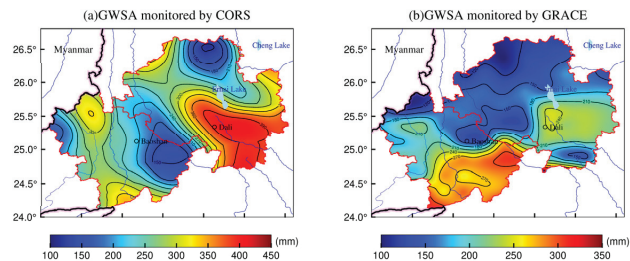 (a)GWSA monitored by CORS
(b)GWSA monitored by GRACE
26.5°
26.0°
25.5°
25.0°
24.5°
24.0°
Myanmar
Cheng Lake
Erhai Lake
Dali
Baoshan
26.5°
26.0°
25.5°
25.0°
24.5°
24.0°
Myanmar
Cheng Lake
Erhai Lake
Dali
Baoshan
(mm)
100 150 200 250 300 350 400 450
(mm)
100 150 200 250 300 350